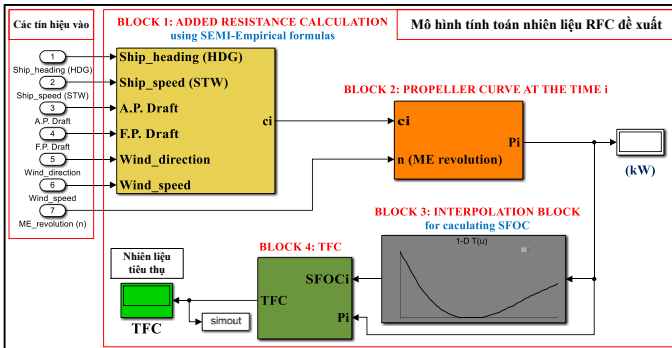 Các tín hiệu vào
BLOCK 1: ADDED RESISTANCE CALCULATION
using SEMI-Empirical formulas
Mô hình tính toán nhiên liệu RFC đề xuất
1
Ship_heading (HDG)
2
Ship_speed (STW)
3
A.P. Draft
4
F.P. Draft
5
Wind_direction
6
Wind_speed
7
ME_revolution (n)
Ship_heading (HDG)
Ship_speed (STW)
A.P. Draft
F.P. Draft
Wind_direction
Wind_speed
ci
BLOCK 2: PROPELLER CURVE AT THE TIME i
ci
n (ME revolution)
Pi
(kW)
BLOCK 3: INTERPOLATION BLOCK
for caculating SFOC
1-D T(u)
BLOCK 4: TFC
SFOCi
TFC
Pi
Nhiên liệu
tiêu thụ
TFC
simout